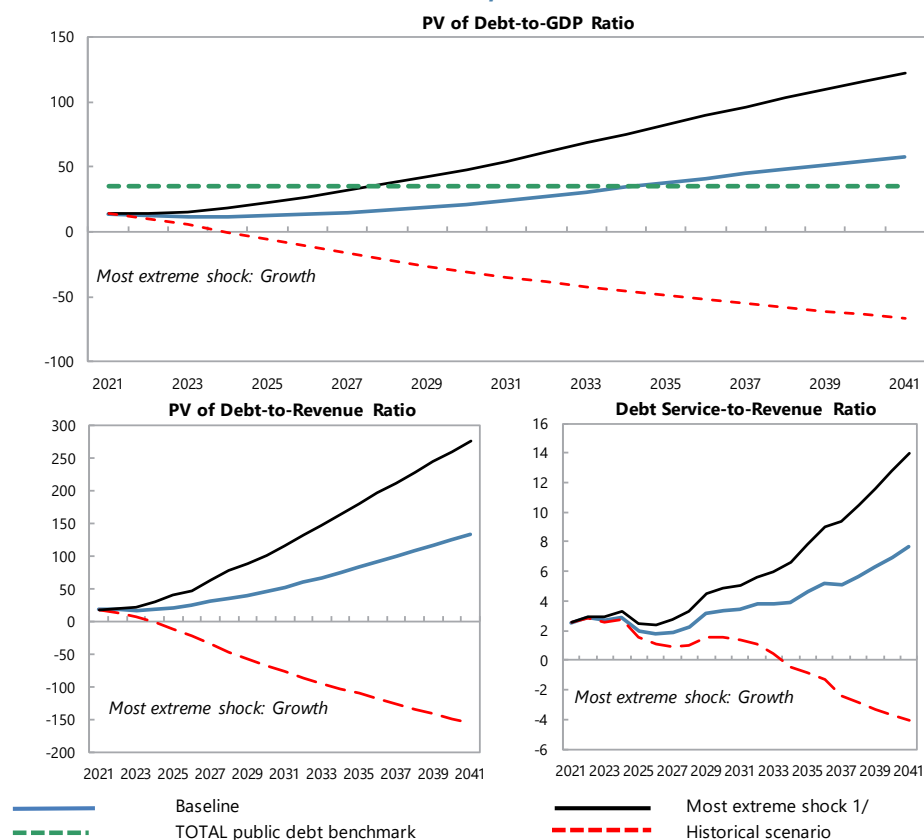 PV of Debt-to-GDP Ratio
150
100
50
0
-50
-100
Most extreme shock: Growth
2021 2023 2025 2027 2029 2031 2033 2035 2037 2039 2041
PV of Debt-to-Revenue Ratio
300
250
200
150
100
50
0
-50
-100
-150
-200
Most extreme shock: Growth
2021 2023 2025 2027 2029 2031 2033 2035 2037 2039 2041
Debt Service-to-Revenue Ratio
16
14
12
10
8
6
4
2
0
-2
-4
-6
Most extreme shock: Growth
2021 2023 2025 2027 2029 2031 2033 2035 2037 2039 2041
Baseline
Most extreme shock 1/
TOTAL public debt benchmark
Historical scenario